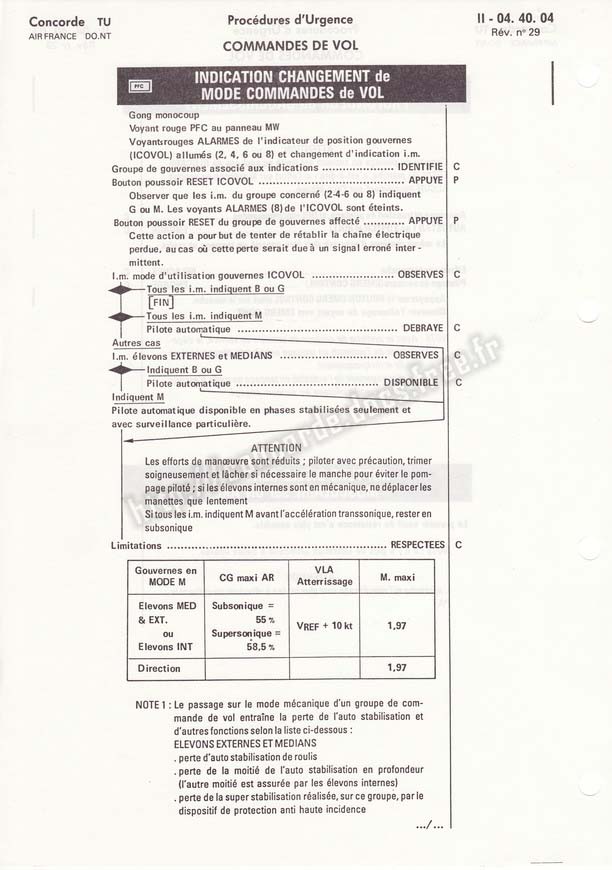 Concorde TU
AIR FRANCE DO.NT
Procédures d'Urgence
COMMANDES DE VOL
II - 04. 40. 04
Rév. n° 29
PFC
INDICATION CHANGEMENT de
MODE COMMANDES de VOL
Gong monocoup
Voyant rouge PFC au panneau MW
Voyants rouges ALARMES de l'indicateur de position gouvernes
(ICOVOL) allumés (2, 4, 6 ou 8) et changement d'indication i.m.
Groupe de gouvernes associé aux indications ..................... IDENTIFIE C
Bouton poussoir RESET ICOVOL ..................................... APPUYE P
Observer que les i.m. du groupe concerné (2-4-6 ou 8) indiquent
G ou M. Les voyants ALARMES (8) de l'ICOVOL sont éteints.
Bouton poussoir RESET du groupe de gouvernes affecté ............ APPUYE P
Cette action a pour but de tenter de rétablir la chaîne électrique
perdue, au cas où cette perte serait due à un signal erroné inter-
mittent.
I.m. mode d'utilisation gouvernes ICOVOL ....................... OBSERVES C
Tous les i.m. indiquent B ou G
[FIN]
Tous les i.m. indiquent M
Pilote automatique ........................................... DEBRAYE C
Autres cas
I.m. élevons EXTERNES et MEDIANS ............................ OBSERVES C
Indiquent B ou G
Pilote automatique ....................................... DISPONIBLE C
Indiquent M
Pilote automatique disponible en phases stabilisées seulement et
avec surveillance particulière.
ATTENTION
Les efforts de manœuvre sont réduits ; piloter avec précaution, trimer
soigneusement et lâcher si nécessaire le manche pour éviter le pom-
page piloté ; si les élevons internes sont en mécanique, ne déplacer les
manettes que lentement
Si tous les i.m. indiquent M avant l'accélération transsonique, rester en
subsonique
Limitations .................................................. RESPECTEES C
Gouvernes en
MODE M
CG maxi AR
VLA
Atterrissage
M. maxi
Elevons MED
& EXT.
ou
Elevons INT
Subsonique =
55 %
Supersonique =
58,5 %
VREF + 10 kt
1,97
Direction
1,97
NOTE 1 : Le passage sur le mode mécanique d'un groupe de com-
mande de vol entraîne la perte de l'auto stabilisation et
d'autres fonctions selon la liste ci-dessous :
ELEVONS EXTERNES ET MEDIANS
. perte d'auto stabilisation de roulis
. perte de la moitié de l'auto stabilisation en profondeur
(l'autre moitié est assurée par les élevons internes)
. perte de la super stabilisation réalisée, sur ce groupe, par le
dispositif de protection anti haute incidence
.../...